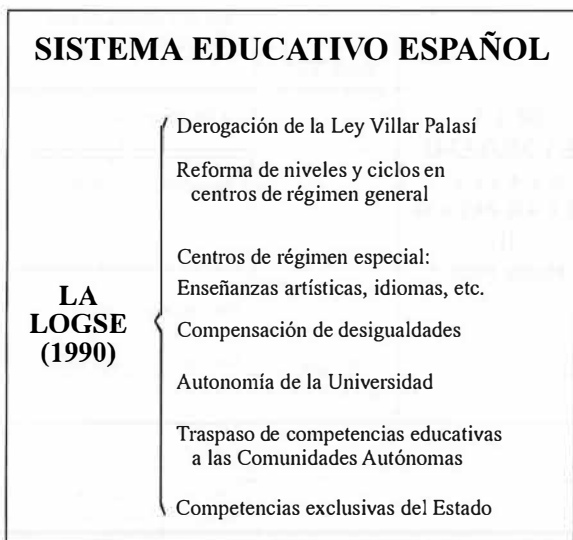 SISTEMA EDUCATIVO ESPAÑOL
LA
LOGSE
(1990)
Derogación de la Ley Villar Palasí
Reforma de niveles y ciclos en
centros de régimen general
Centros de régimen especial:
Enseñanzas artísticas, idiomas, etc.
Compensación de desigualdades
Autonomía de la Universidad
Traspaso de competencias educativas
a las Comunidades Autónomas
Competencias exclusivas del Estado